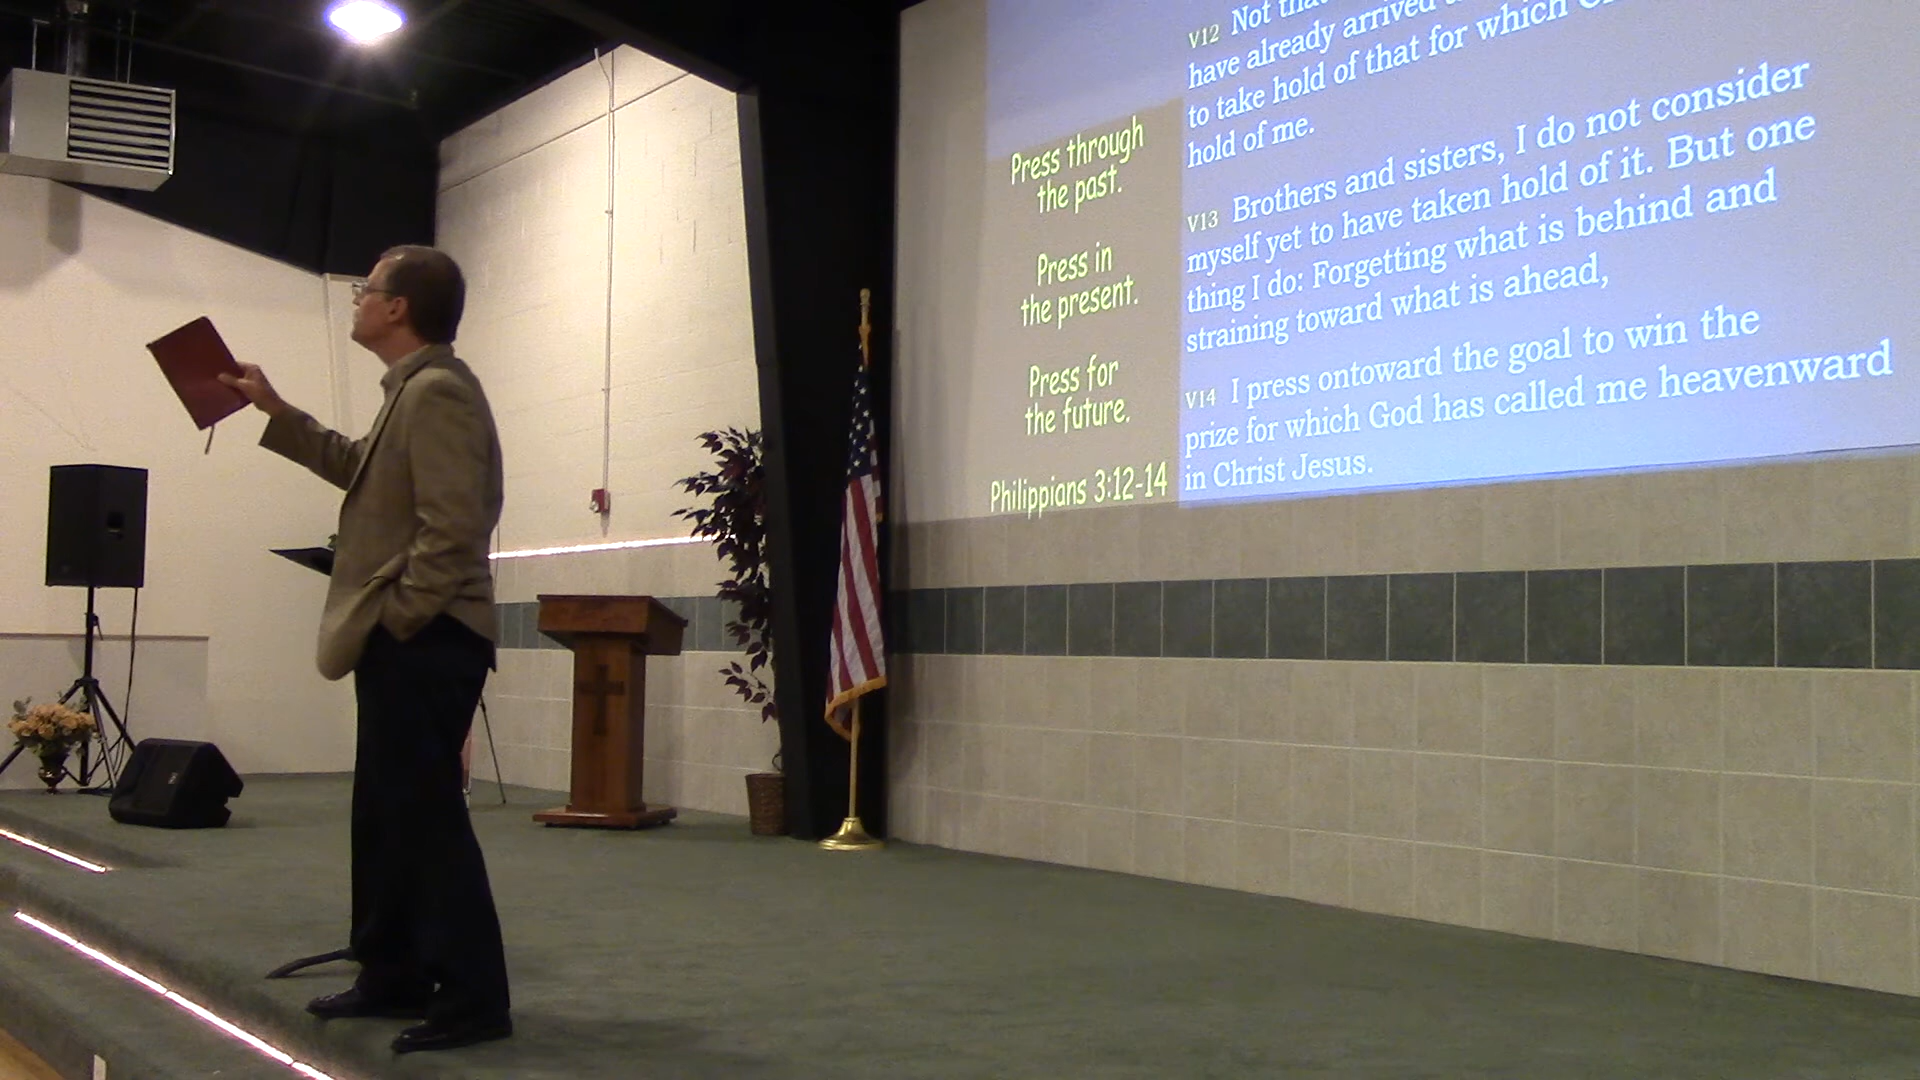 Press through
the past.
Press in
the present.
Press for
the future.
Philippians 3:12-14
V12 Not that
have already arrived
to take hold of that for which
hold of me.
V13 Brothers and sisters, I do not consider
myself yet to have taken hold of it. But one
thing I do: Forgetting what is behind and
straining toward what is ahead,
V14 I press ontoward the goal to win the
prize for which God has called me heavenward
in Christ Jesus.